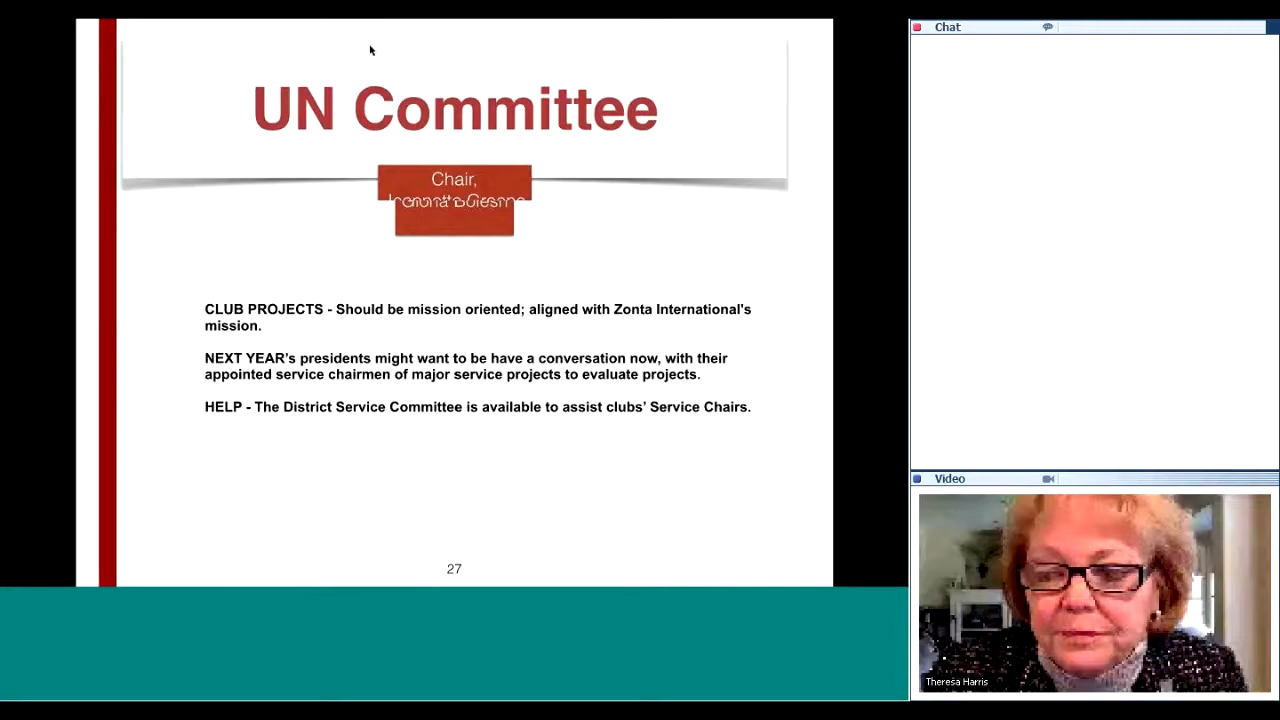 UN Committee
Chair,
CLUB PROJECTS - Should be mission oriented; aligned with Zonta International's
mission.
NEXT YEAR’s presidents might want to be have a conversation now, with their
appointed service chairmen of major service projects to evaluate projects.
HELP - The District Service Committee is available to assist clubs’ Service Chairs.
27
Chat
Video
Theresa Harris